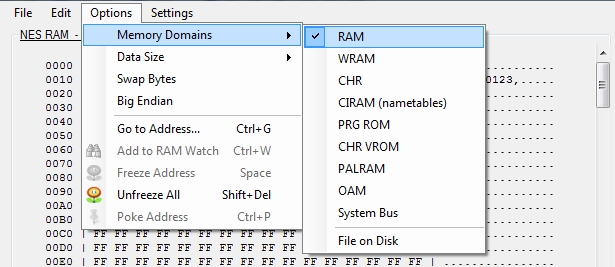 File Edit Options Settings
NES RAM -
Memory Domains
Data Size
Swap Bytes
Big Endian
Go to Address... Ctrl+G
Add to RAM Watch Ctrl+W
Freeze Address Space
Unfreeze All Shift+Del
Poke Address Ctrl+P
RAM
WRAM
CHR
CIRAM (nametables)
PRG ROM
CHR VROM
PALRAM
OAM
System Bus
File on Disk
0000
0010 0123,
0020
0030
0040
0050
0060
0070
0080
0090
00A0
00B0
00C0 | FF FF FF FF FF FF FF FF
00D0 | FF FF FF FF FF FF FF FF
00E0 | FF FF FF FF FF FF FF FF FF FF FF FF FF FF FF FF | ................